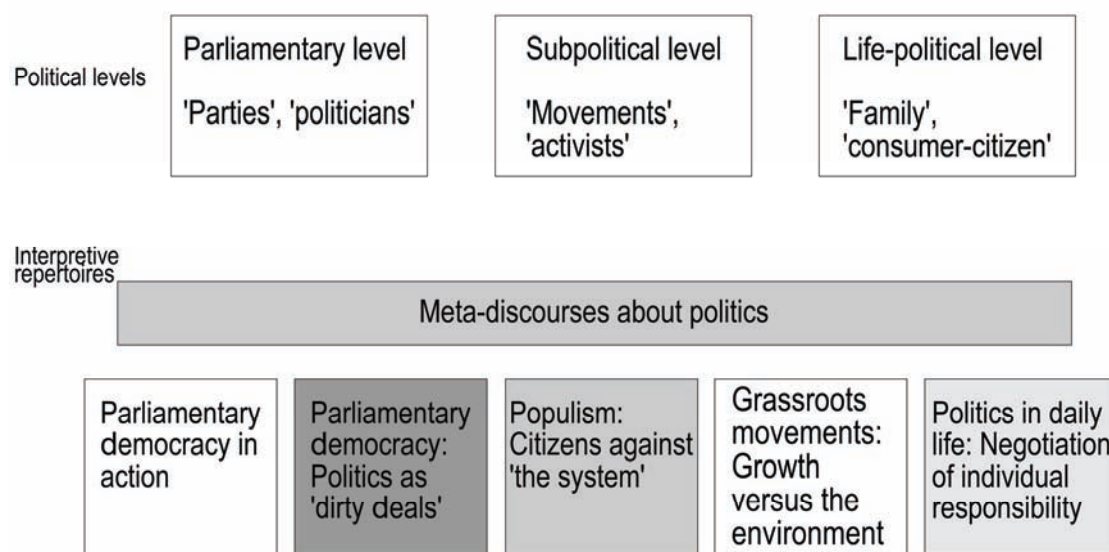 Political levels
Parliamentary level
'Parties', 'politicians'
Subpolitical level
'Movements',
'activists'
Life-political level
'Family',
'consumer-citizen'
Interpretive
repertoires
Meta-discourses about politics
Parliamentary
democracy in
action
Parliamentary
democracy:
Politics as
'dirty deals'
Populism:
Citizens against
'the system'
Grassroots
movements:
Growth
versus the
environment
Politics in daily
life: Negotiation
of individual
responsibility